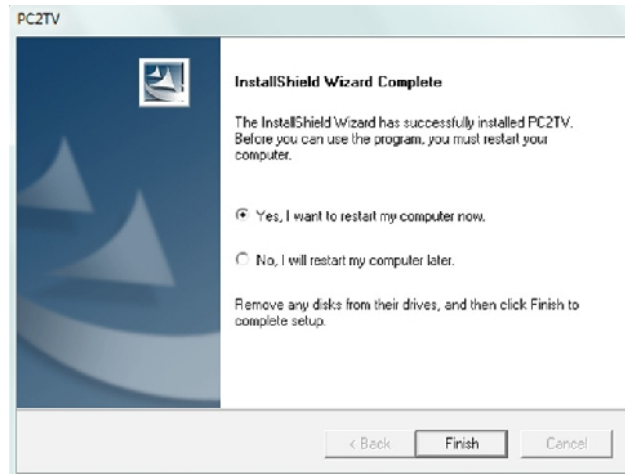 PC2TV
InstallShield Wizard Complete
The InstallShield Wizard has successfully installed PC2TV.
Before you can use the program, you must restart your
computer.
Yes, I want to restart my computer now.
No, I will restart my computer later.
Remove any disks from their drives, and then click Finish to
complete setup.
< Back Finish Cancel